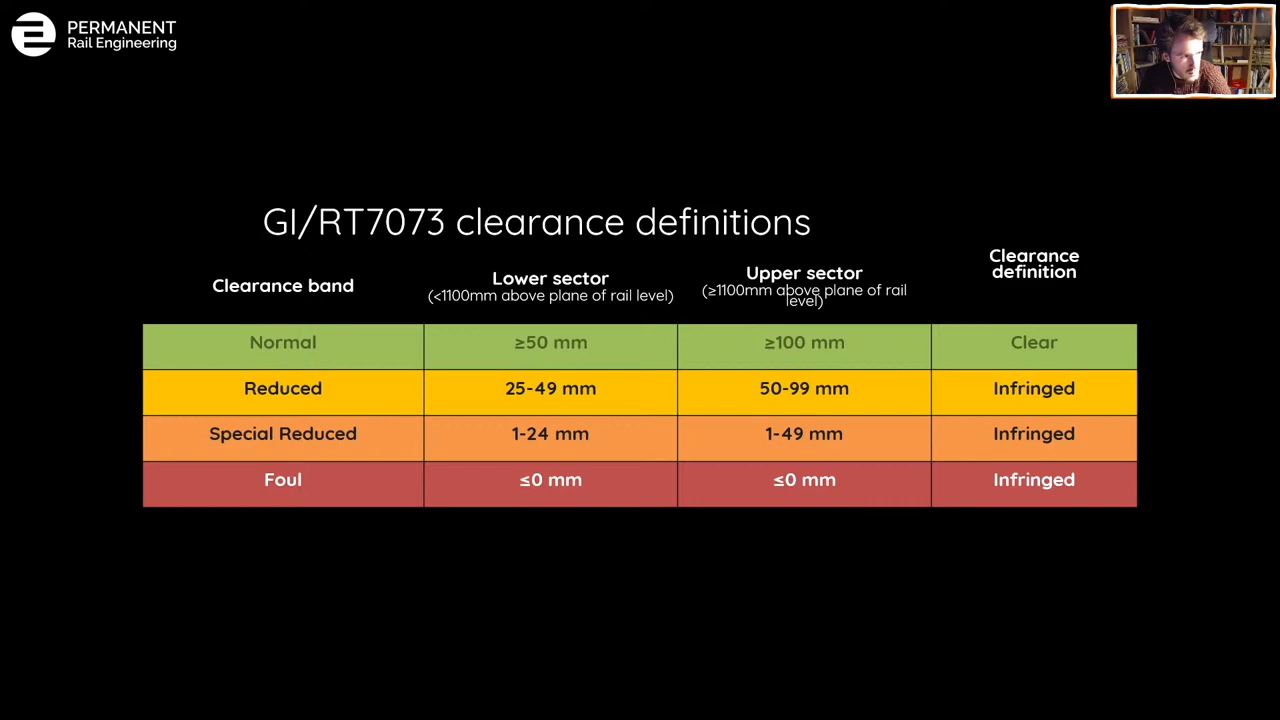 PERMANENT
Rail Engineering
GI/RT7073 clearance definitions
Clearance band
Lower sector
(<1100mm above plane of rail level)
Upper sector
(≥1100mm above plane of rail
level)
Clearance
definition
Normal ≥50 mm ≥100 mm Clear
Reduced 25-49 mm 50-99 mm Infringed
Special Reduced 1-24 mm 1-49 mm Infringed
Foul ≤0 mm ≤0 mm Infringed